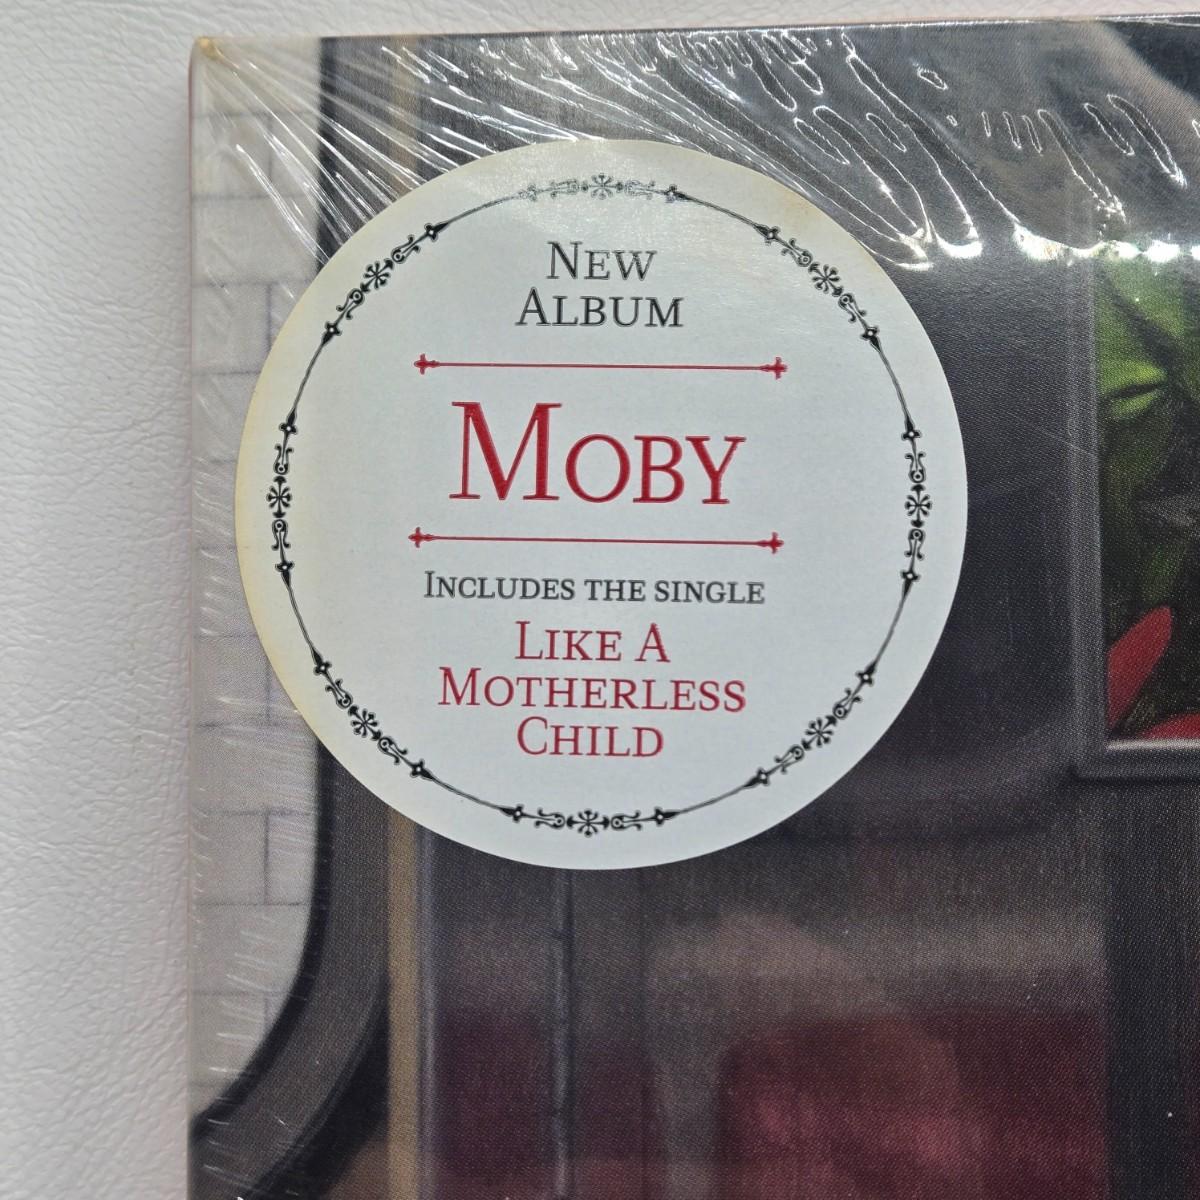 New
Album
Moby
Includes the single
Like A
Motherless
Child